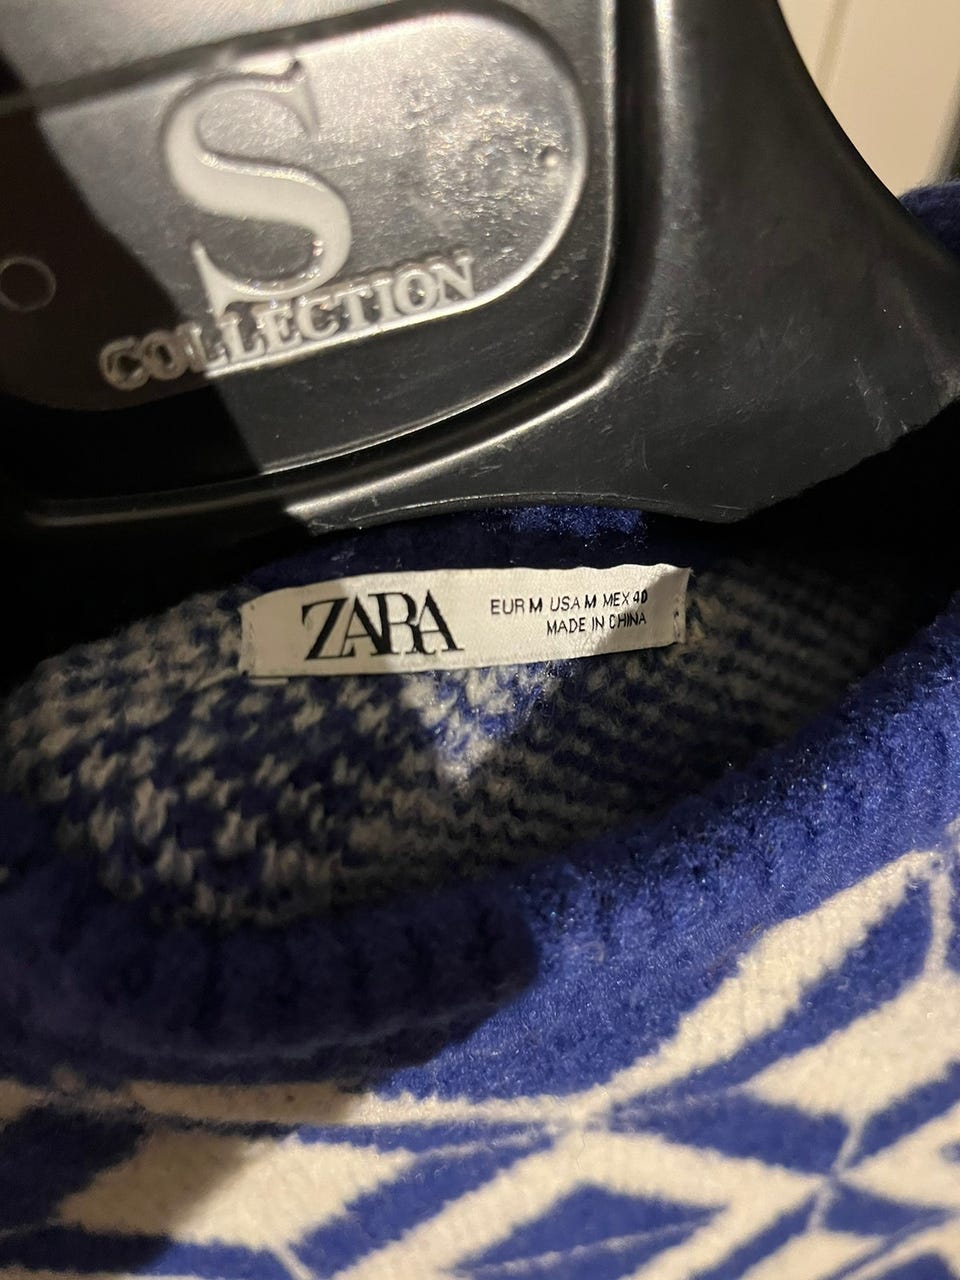 S
COLLECTION
ZARA
EUR M USA M MEX 40
MADE IN CHINA